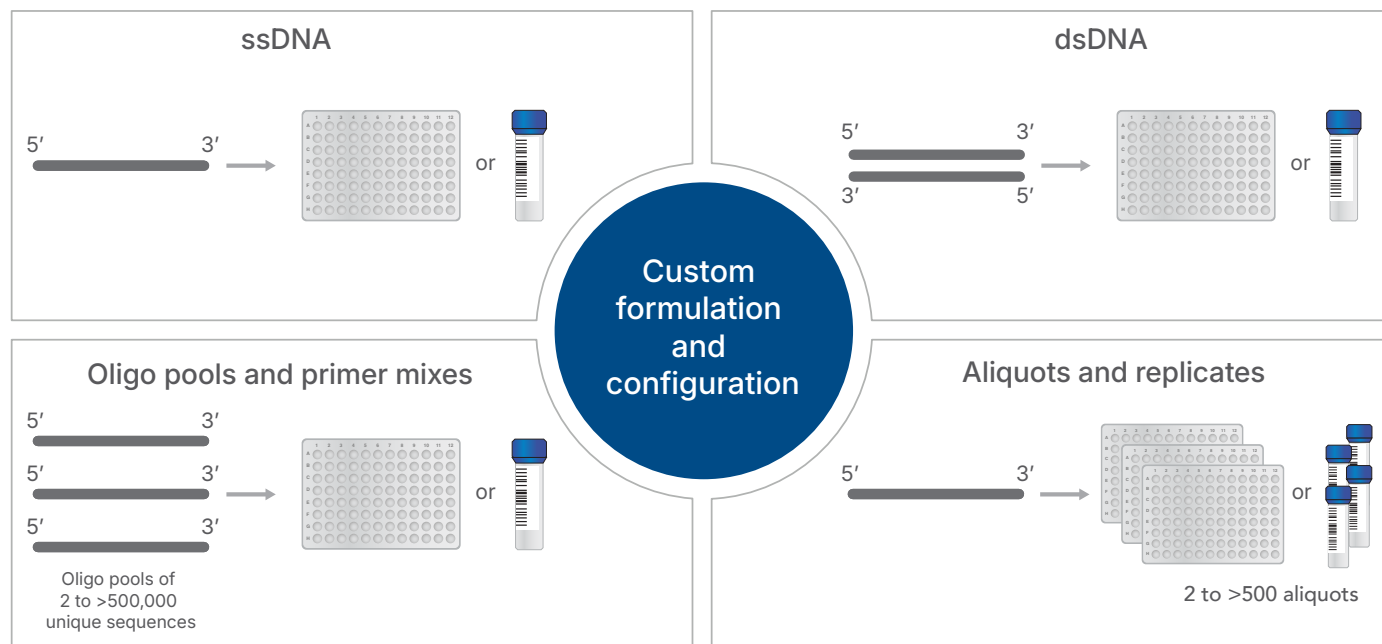 ssDNA
5′ 3′
or
dsDNA
5′ 3′
3′ 5′
or
Custom
formulation
and
configuration
Oligo pools and primer mixes
5′ 3′
5′ 3′
5′ 3′
or
Oligo pools of
2 to >500,000
unique sequences
Aliquots and replicates
5′ 3′
or
2 to >500 aliquots